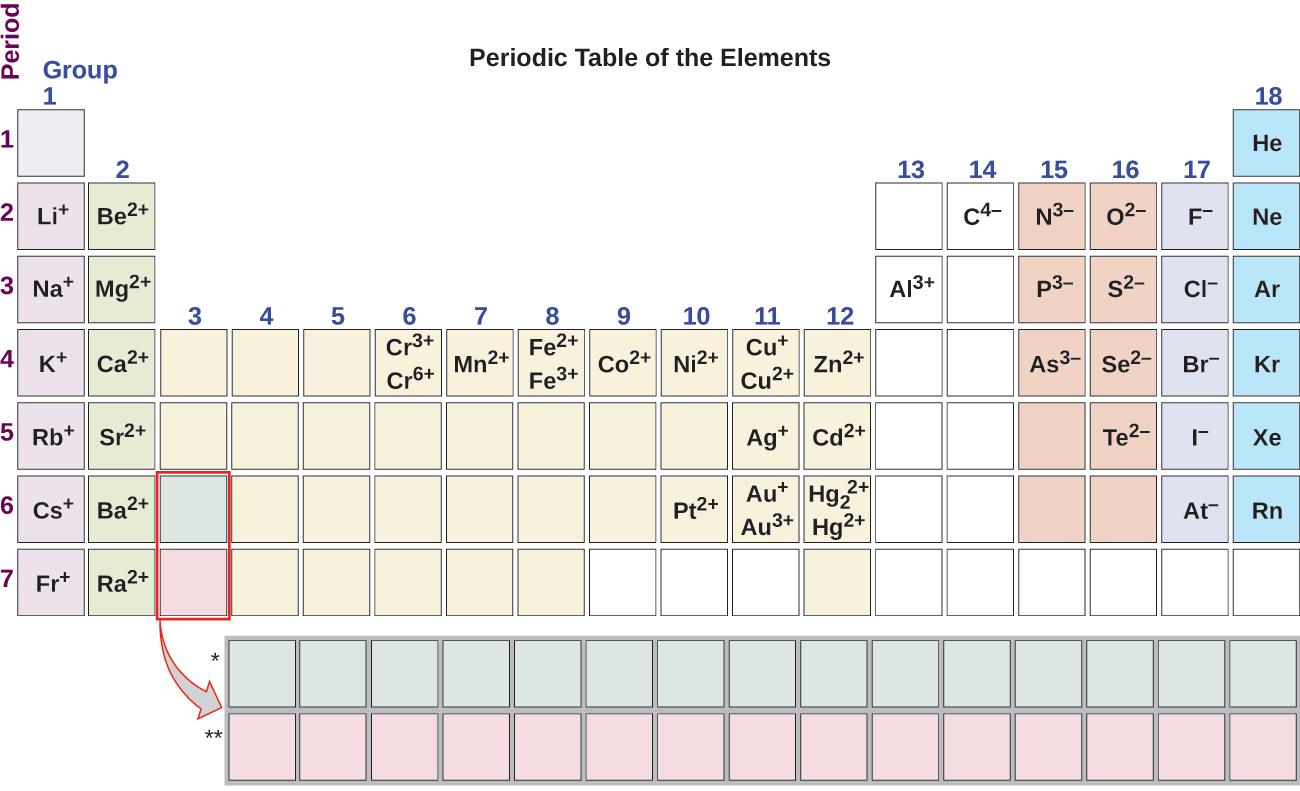 Period
Periodic Table of the Elements
Group
1 18
1 He
2 13 14 15 16 17
2 Li⁺ Be²⁺ C⁴⁻ N³⁻ O²⁻ F⁻ Ne
3 Na⁺ Mg²⁺ Al³⁺ P³⁻ S²⁻ Cl⁻ Ar
3 4 5 6 7 8 9 10 11 12
4 K⁺ Ca²⁺ Cr³⁺ Cr⁶⁺ Mn²⁺ Fe²⁺ Fe³⁺ Co²⁺ Ni²⁺ Cu⁺ Cu²⁺ Zn²⁺ As³⁻ Se²⁻ Br⁻ Kr
5 Rb⁺ Sr²⁺ Ag⁺ Cd²⁺ Te²⁻ I⁻ Xe
6 Cs⁺ Ba²⁺ Pt²⁺ Au⁺ Au³⁺ Hg₂²⁺ Hg²⁺ At⁻ Rn
7 Fr⁺ Ra²⁺
*
**